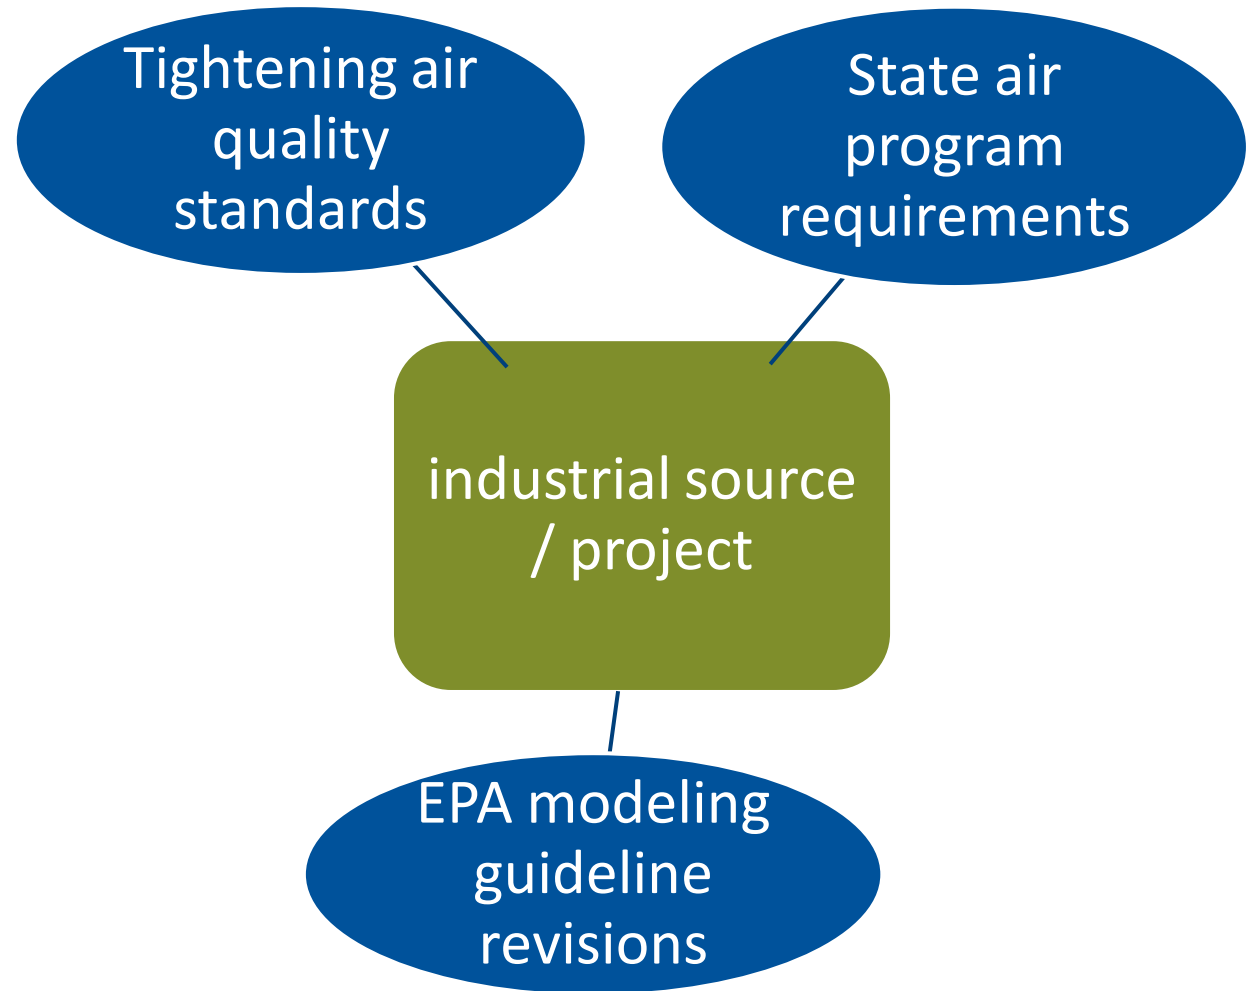 Tightening air
quality
standards
State air
program
requirements
industrial source
/ project
EPA modeling
guideline
revisions